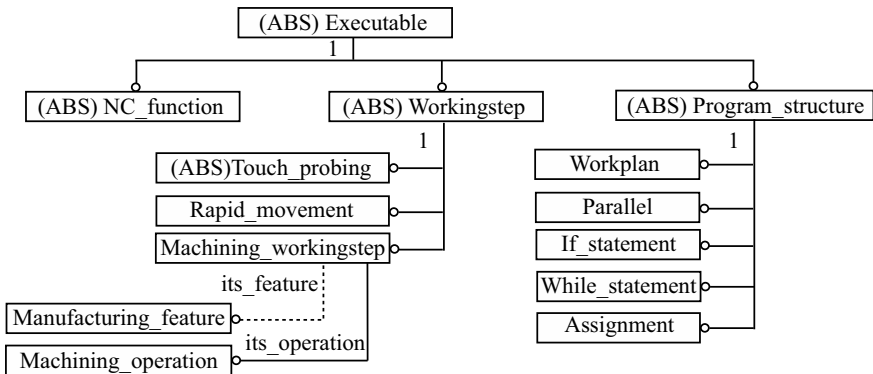 (ABS) Executable
1
(ABS) NC_function
(ABS) Workingstep
(ABS) Program_structure
1
1
(ABS)Touch_probing
Rapid_movement
Machining_workingstep
its_feature
Manufacturing_feature
its_operation
Machining_operation
Workplan
Parallel
If_statement
While_statement
Assignment